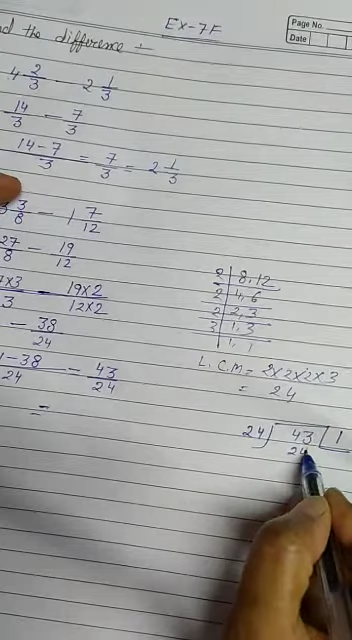 Ex-7F
Page No.
Date
nd the difference :-
4 2/3 - 2 1/3
14/3 - 7/3
14-7/3 = 7/3 = 2 1/3
3 3/8 - 1 7/12
27/8 - 19/12
7x3 - 19x2/12x2
- 38/24
1-38/24 - 43/24
=
2 | 8, 12
2 | 4, 6
2 | 2, 3
3 | 1, 3
1, 1
L.C.M = 2x2x2x3
= 24
24) 43 | 1
24